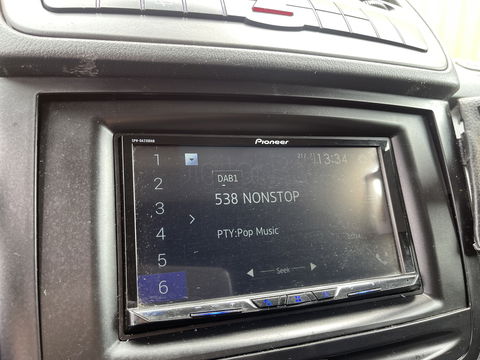 Pioneer
1
2
3
4
5
6
13:34
DAB1
538 NONSTOP
PTY:Pop Music
Seek